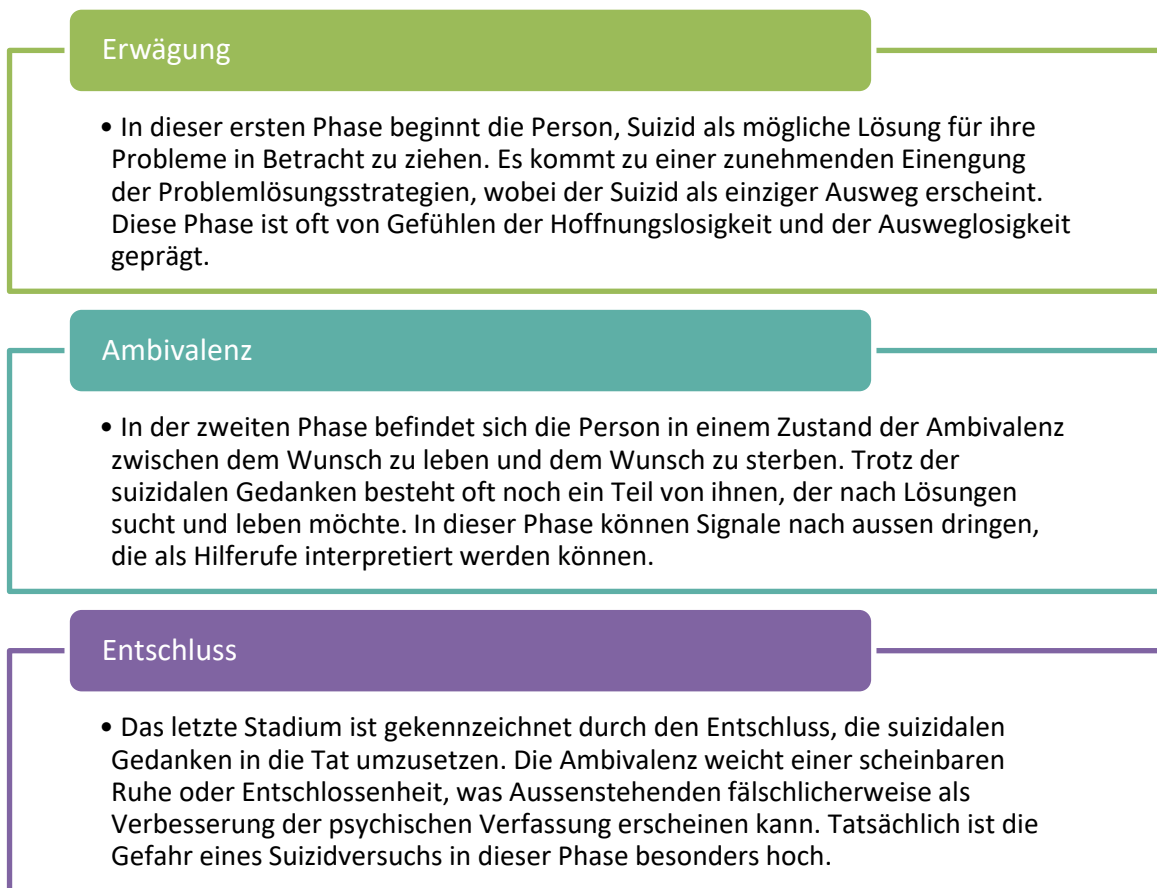 Erwägung
• In dieser ersten Phase beginnt die Person, Suizid als mögliche Lösung für ihre
Probleme in Betracht zu ziehen. Es kommt zu einer zunehmenden Einengung
der Problemlösungsstrategien, wobei der Suizid als einziger Ausweg erscheint.
Diese Phase ist oft von Gefühlen der Hoffnungslosigkeit und der Ausweglosigkeit
geprägt.
Ambivalenz
• In der zweiten Phase befindet sich die Person in einem Zustand der Ambivalenz
zwischen dem Wunsch zu leben und dem Wunsch zu sterben. Trotz der
suizidalen Gedanken besteht oft noch ein Teil von ihnen, der nach Lösungen
sucht und leben möchte. In dieser Phase können Signale nach aussen dringen,
die als Hilferufe interpretiert werden können.
Entschluss
• Das letzte Stadium ist gekennzeichnet durch den Entschluss, die suizidalen
Gedanken in die Tat umzusetzen. Die Ambivalenz weicht einer scheinbaren
Ruhe oder Entschlossenheit, was Aussenstehenden fälschlicherweise als
Verbesserung der psychischen Verfassung erscheinen kann. Tatsächlich ist die
Gefahr eines Suizidversuchs in dieser Phase besonders hoch.